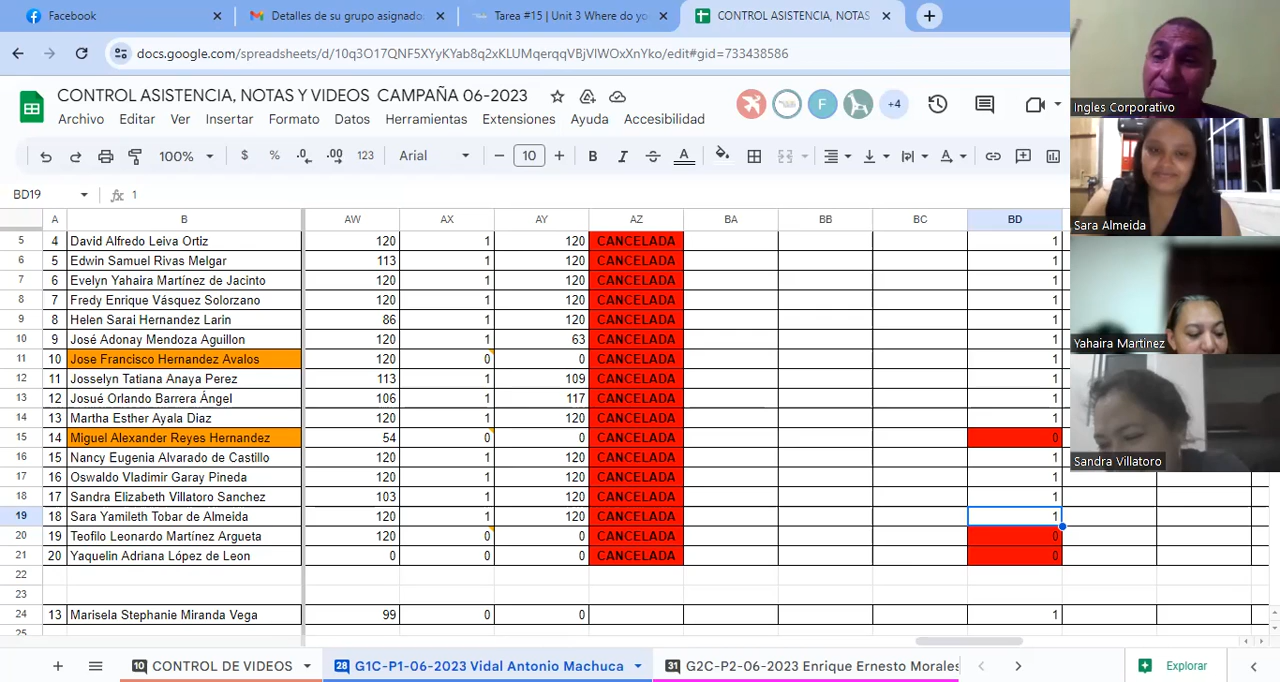 Facebook
Detalles de su grupo asignado
Tarea #15 | Unit 3 Where do yo
CONTROL ASISTENCIA, NOTAS
docs.google.com/spreadsheets/d/10q3O17QNF5XYyKYab8q2xKLUMqerqqVBjVIWOxXnYko/edit#gid=733438586
CONTROL ASISTENCIA, NOTAS Y VIDEOS CAMPAÑA 06-2023
+4
Archivo Editar Ver Insertar Formato Datos Herramientas Extensiones Ayuda Accesibilidad
100% $ % .0 .00 123 Arial 10 B I A A
BD19 fx 1
A B AW AX AY AZ BA BB BC BD
5 4 David Alfredo Leiva Ortiz 120 1 120 CANCELADA 1
6 5 Edwin Samuel Rivas Melgar 113 1 120 CANCELADA 1
7 6 Evelyn Yahaira Martínez de Jacinto 120 1 120 CANCELADA 1
8 7 Fredy Enrique Vásquez Solorzano 120 1 120 CANCELADA 1
9 8 Helen Sarai Hernandez Larin 86 1 120 CANCELADA 1
10 9 José Adonay Mendoza Aguillon 120 1 63 CANCELADA 1
11 10 Jose Francisco Hernandez Avalos 120 0 0 CANCELADA 1
12 11 Josselyn Tatiana Anaya Perez 113 1 109 CANCELADA 1
13 12 Josué Orlando Barrera Ángel 106 1 117 CANCELADA 1
14 13 Martha Esther Ayala Diaz 120 1 120 CANCELADA 1
15 14 Miguel Alexander Reyes Hernandez 54 0 0 CANCELADA 0
16 15 Nancy Eugenia Alvarado de Castillo 120 1 120 CANCELADA 1
17 16 Oswaldo Vladimir Garay Pineda 120 1 120 CANCELADA 1
18 17 Sandra Elizabeth Villatoro Sanchez 103 1 120 CANCELADA 1
19 18 Sara Yamileth Tobar de Almeida 120 1 120 CANCELADA 1
20 19 Teofilo Leonardo Martínez Argueta 120 0 0 CANCELADA 0
21 20 Yaquelin Adriana López de Leon 0 0 0 CANCELADA 0
22
23
24 13 Marisela Stephanie Miranda Vega 99 0 0 1
25
10 CONTROL DE VIDEOS
28 G1C-P1-06-2023 Vidal Antonio Machuca
31 G2C-P2-06-2023 Enrique Ernesto Morales
Explorar
Ingles Corporativo
Sara Almeida
Yahaira Martinez
Sandra Villatoro
F